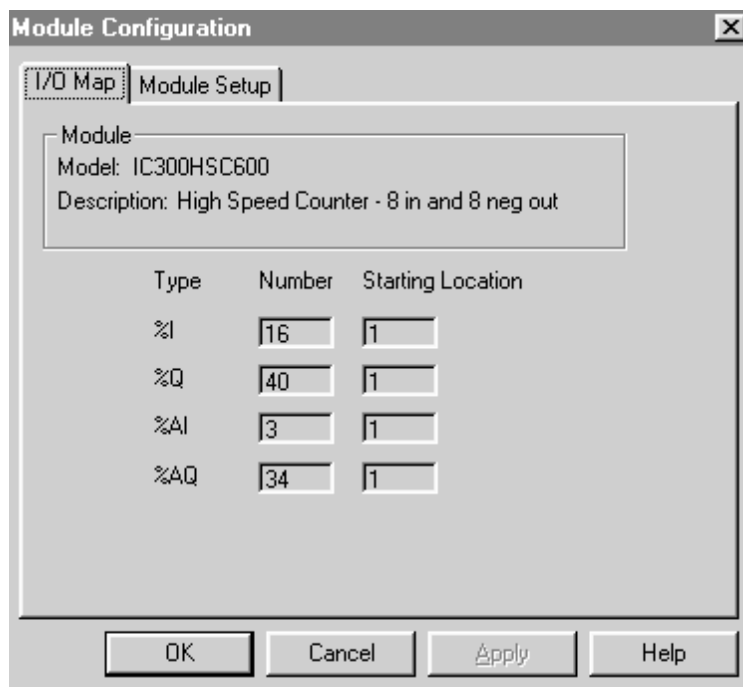 Module Configuration
I/O Map Module Setup
Module
Model: IC300HSC600
Description: High Speed Counter - 8 in and 8 neg out
Type Number Starting Location
%I 16 1
%Q 40 1
%AI 3 1
%AQ 34 1
OK Cancel Apply Help